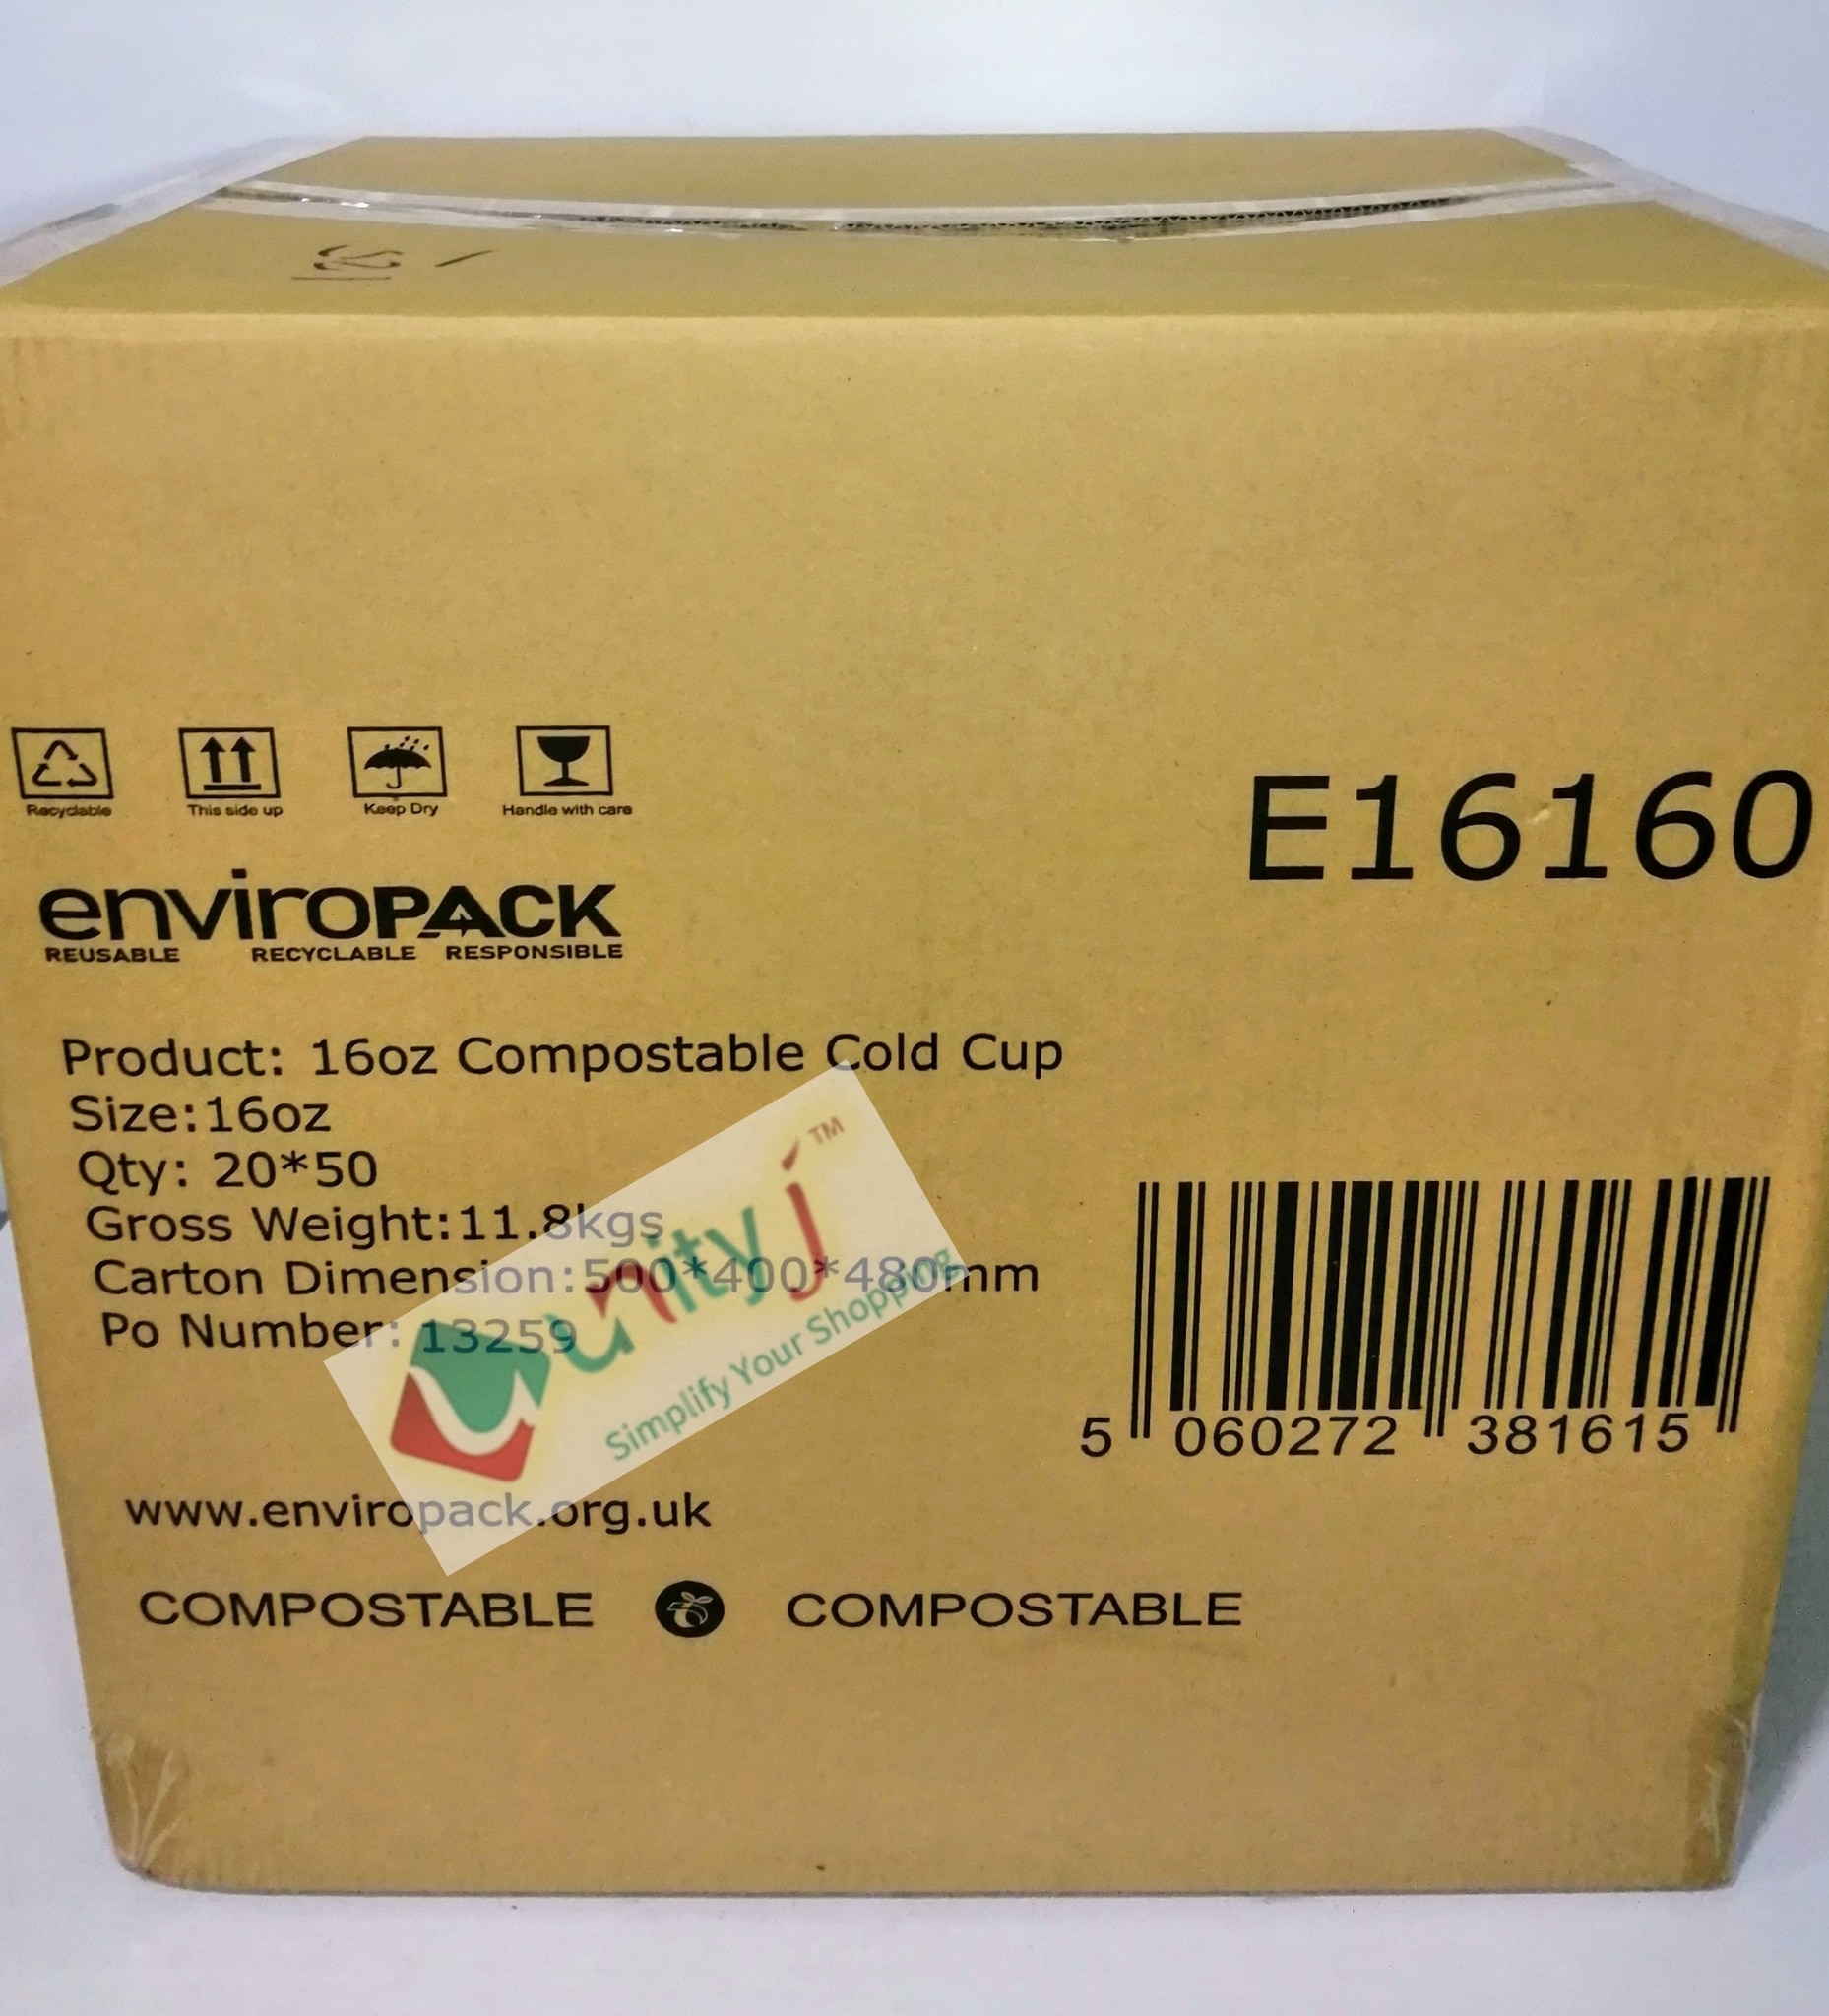 Recyclable This side up Keep Dry Handle with care
E16160
enviroPACK
REUSABLE RECYCLABLE RESPONSIBLE
Product: 16oz Compostable Cold Cup
Size:16oz
Qty: 20*50
Gross Weight:11.8kgs
Carton Dimension:500*400*480mm
Po Number: 13259
unityj™
Simplify Your Shopping
5 060272 381615
www.enviropack.org.uk
COMPOSTABLE COMPOSTABLE